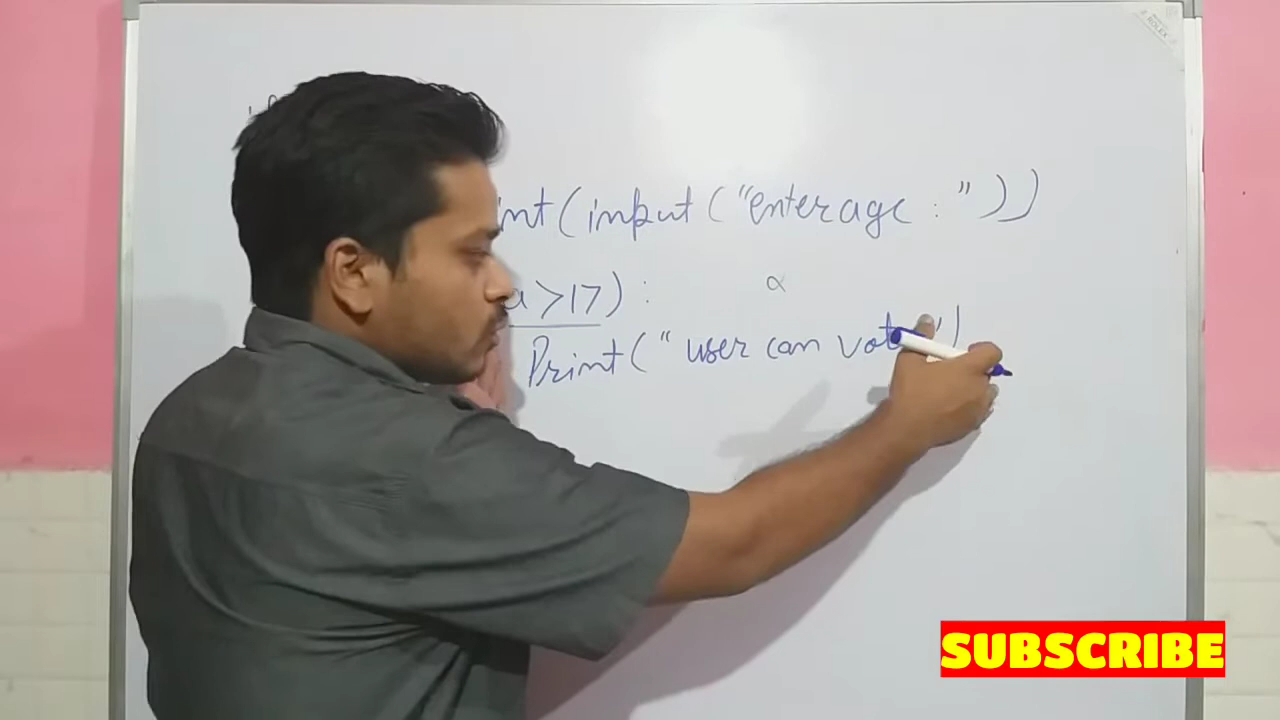 int(input("enter age : "))
a>17):
Print("user can vote")
SUBSCRIBE